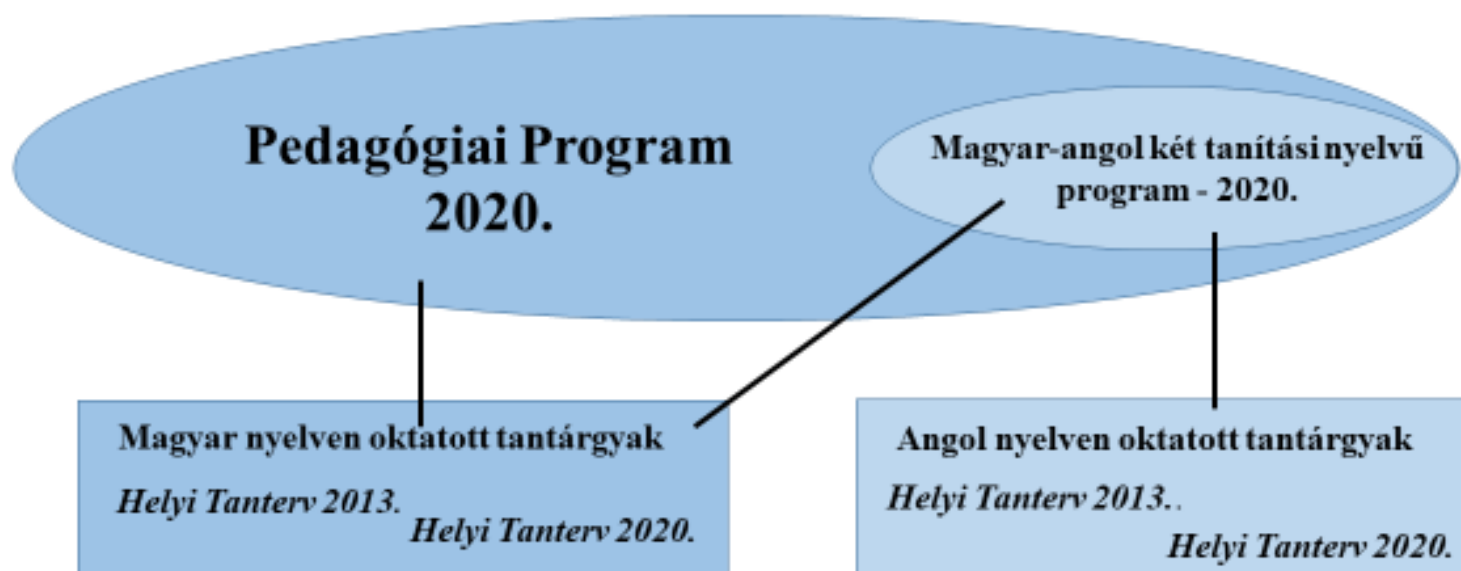 Pedagógiai Program
2020.
Magyar-angol két tanítási nyelvű
program - 2020.
Magyar nyelven oktatott tantárgyak
Helyi Tanterv 2013.
Helyi Tanterv 2020.
Angol nyelven oktatott tantárgyak
Helyi Tanterv 2013..
Helyi Tanterv 2020.